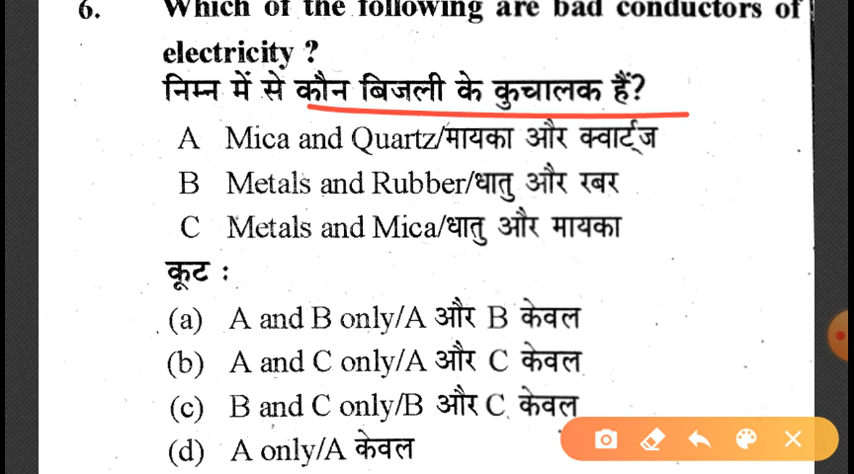 6. Which of the following are bad conductors of
electricity ?
निम्न में से कौन बिजली के कुचालक हैं?
A Mica and Quartz/मायका और क्वार्ट्ज
B Metals and Rubber/धातु और रबर
C Metals and Mica/धातु और मायका
कूट :
(a) A and B only/A और B केवल
(b) A and C only/A और C केवल
(c) B and C only/B और C केवल
(d) A only/A केवल